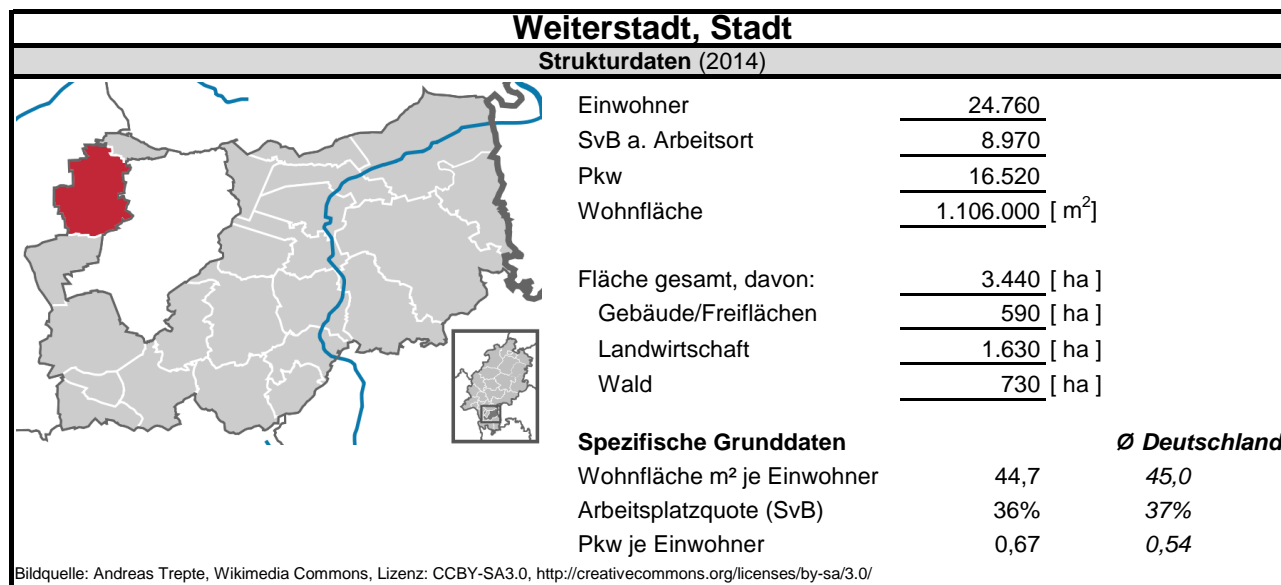 Weiterstadt, Stadt
Strukturdaten (2014)
Einwohner 24.760
SvB a. Arbeitsort 8.970
Pkw 16.520
Wohnfläche 1.106.000 [ m²]
Fläche gesamt, davon: 3.440 [ ha ]
Gebäude/Freiflächen 590 [ ha ]
Landwirtschaft 1.630 [ ha ]
Wald 730 [ ha ]
Spezifische Grunddaten Ø Deutschland
Wohnfläche m² je Einwohner 44,7 45,0
Arbeitsplatzquote (SvB) 36% 37%
Pkw je Einwohner 0,67 0,54
Bildquelle: Andreas Trepte, Wikimedia Commons, Lizenz: CCBY-SA3.0, http://creativecommons.org/licenses/by-sa/3.0/